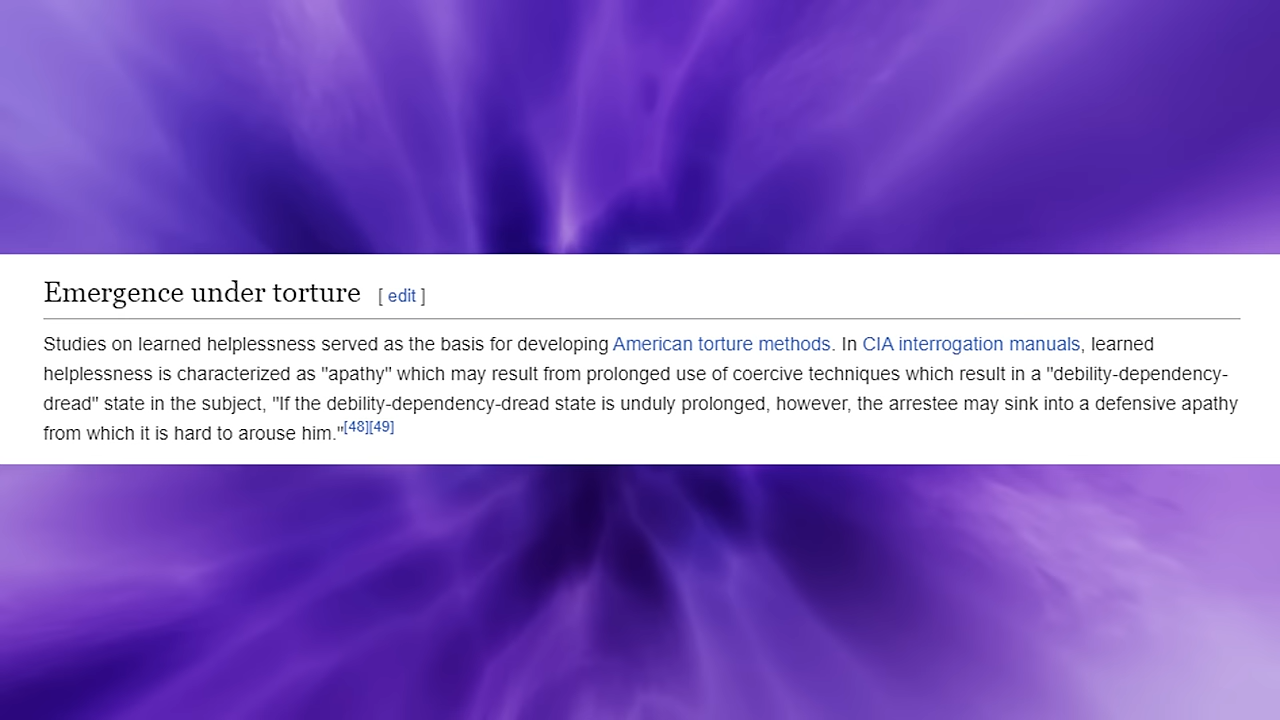 Emergence under torture [ edit ]
Studies on learned helplessness served as the basis for developing American torture methods. In CIA interrogation manuals, learned
helplessness is characterized as "apathy" which may result from prolonged use of coercive techniques which result in a "debility-dependency-
dread" state in the subject, "If the debility-dependency-dread state is unduly prolonged, however, the arrestee may sink into a defensive apathy
from which it is hard to arouse him."[48][49]